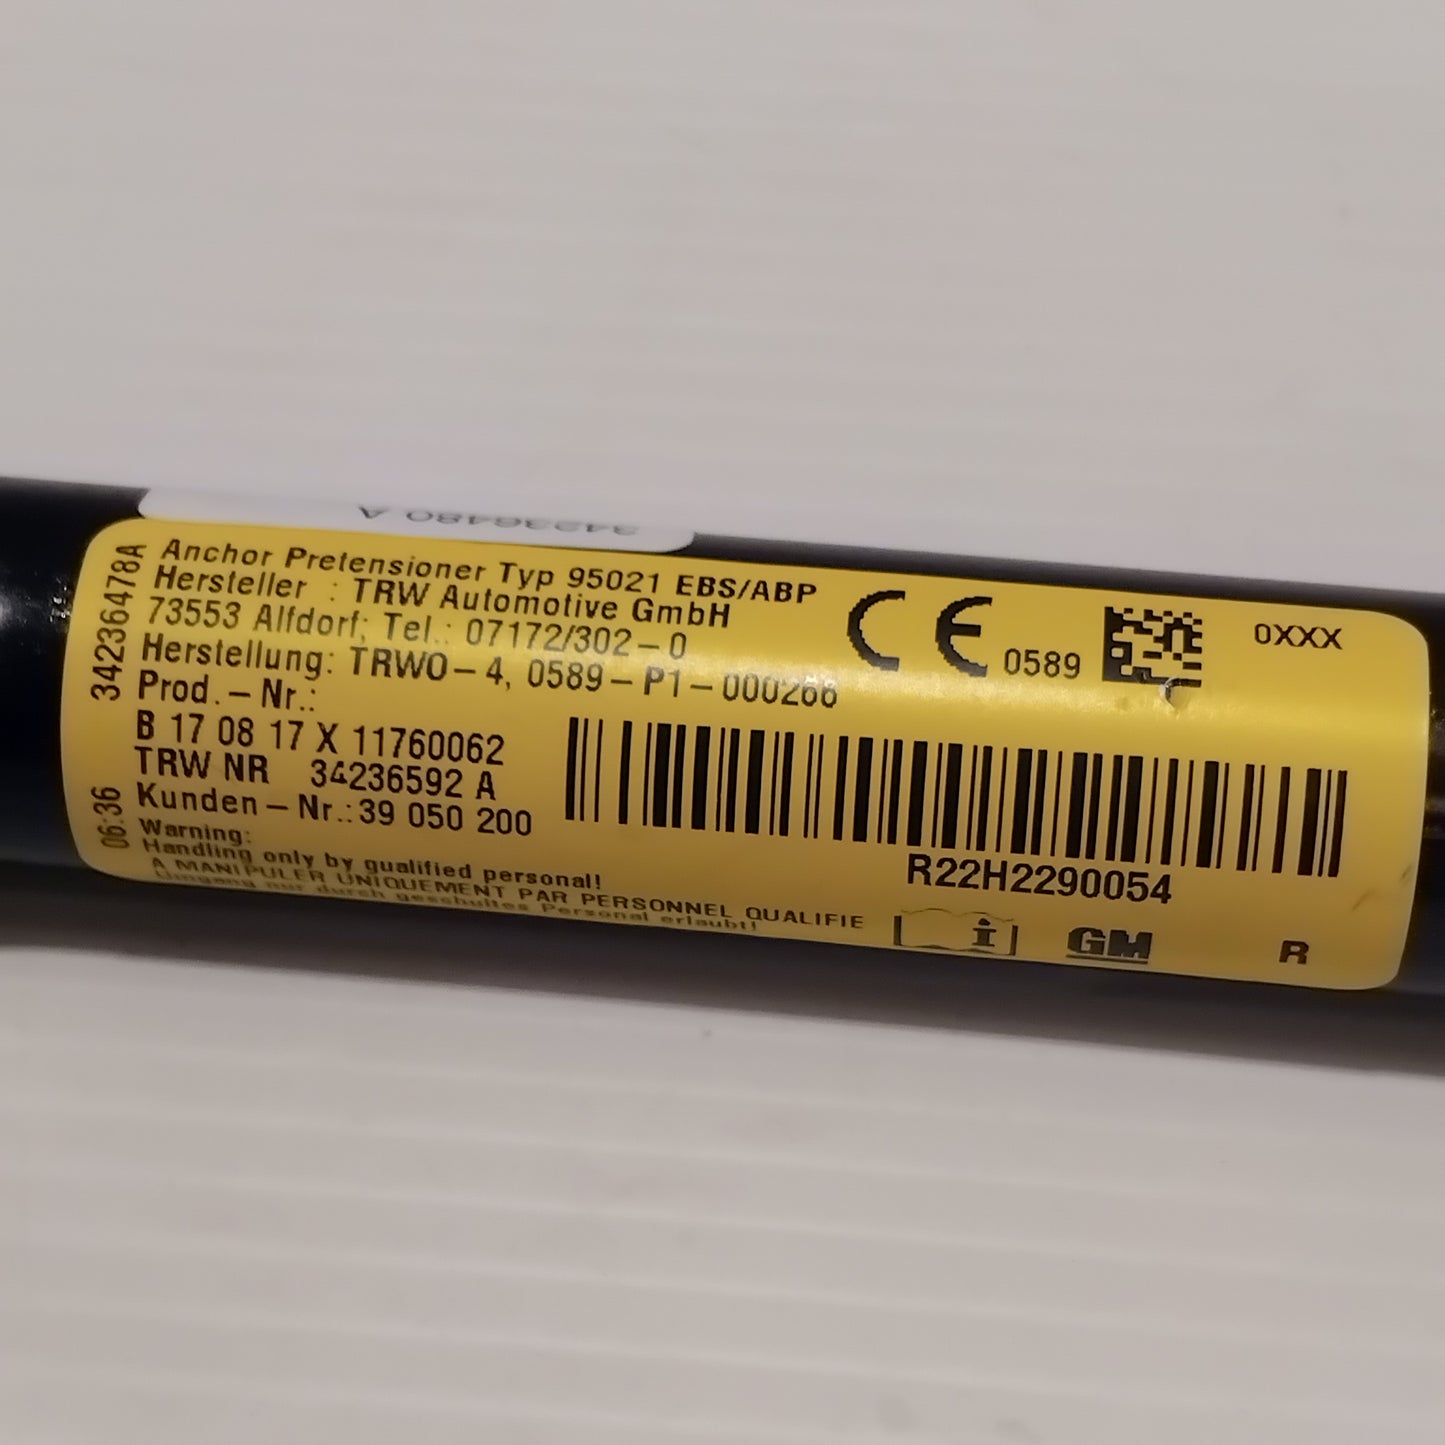 34236480 A
34236478A
06:36
Anchor Pretensioner Typ 95021 EBS/ABP
Hersteller : TRW Automotive GmbH
73553 Alfdorf; Tel.: 07172/302-0
Herstellung: TRWO-4, 0589-P1-000266
Prod.-Nr.:
B 17 08 17 X 11760062
TRW NR 34236592 A
Kunden-Nr.: 39 050 200
Warning:
Handling only by qualified personal!
A MANIPULER UNIQUEMENT PAR PERSONNEL QUALIFIE
Umgang nur durch geschultes Personal erlaubt!
CE 0589
0XXX
R22H2290054
i
GM
R